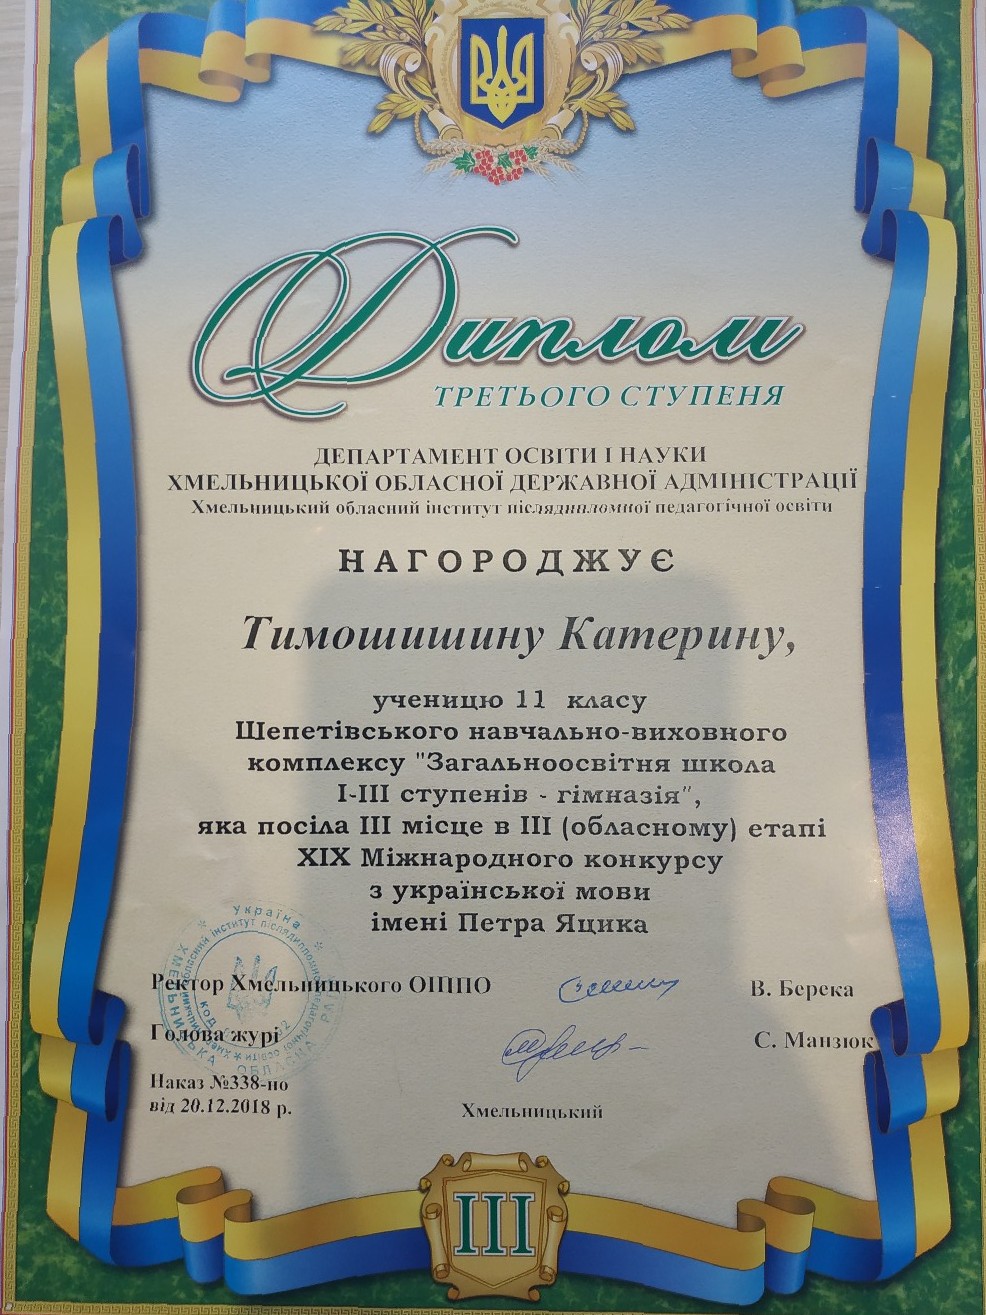 Диплом
ТРЕТЬОГО СТУПЕНЯ
ДЕПАРТАМЕНТ ОСВІТИ І НАУКИ
ХМЕЛЬНИЦЬКОЇ ОБЛАСНОЇ ДЕРЖАВНОЇ АДМІНІСТРАЦІЇ
Хмельницький обласний інститут післядипломної педагогічної освіти
НАГОРОДЖУЄ
Тимошишину Катерину,
ученицю 11 класу
Шепетівського навчально-виховного
комплексу "Загальноосвітня школа
І-ІІІ ступенів - гімназія",
яка посіла ІІІ місце в ІІІ (обласному) етапі
ХІХ Міжнародного конкурсу
з української мови
імені Петра Яцика
Україна
Ректор Хмельницького ОІППО В. Берека
Голова журі С. Манзюк
Наказ №338-но
від 20.12.2018 р.
Хмельницький
III